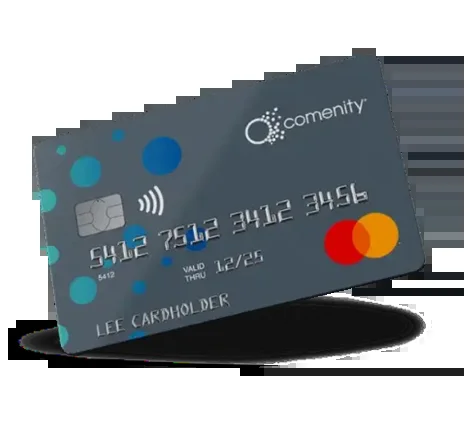 comenity
5412 7512 3412 3456
5412
VALID
THRU
12/25
LEE CARDHOLDER